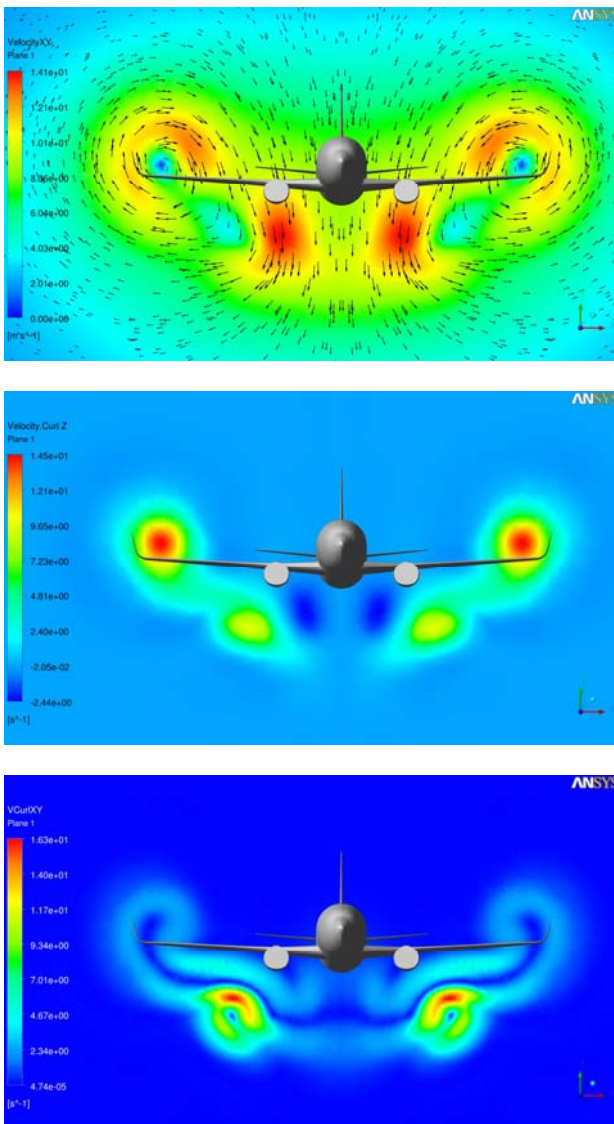 ANSYS
VelocityXY
Plane 1
1.41e+01
1.21e+01
1.01e+01
8.06e+00
6.04e+00
4.03e+00
2.01e+00
0.00e+00
[m*s^-1]
ANSYS
Velocity.Curl Z
Plane 1
1.45e+01
1.21e+01
9.65e+00
7.23e+00
4.81e+00
2.40e+00
-2.05e-02
-2.44e+00
[s^-1]
ANSYS
VCurlXY
Plane 1
1.63e+01
1.40e+01
1.17e+01
9.34e+00
7.01e+00
4.67e+00
2.34e+00
4.74e-05
[s^-1]